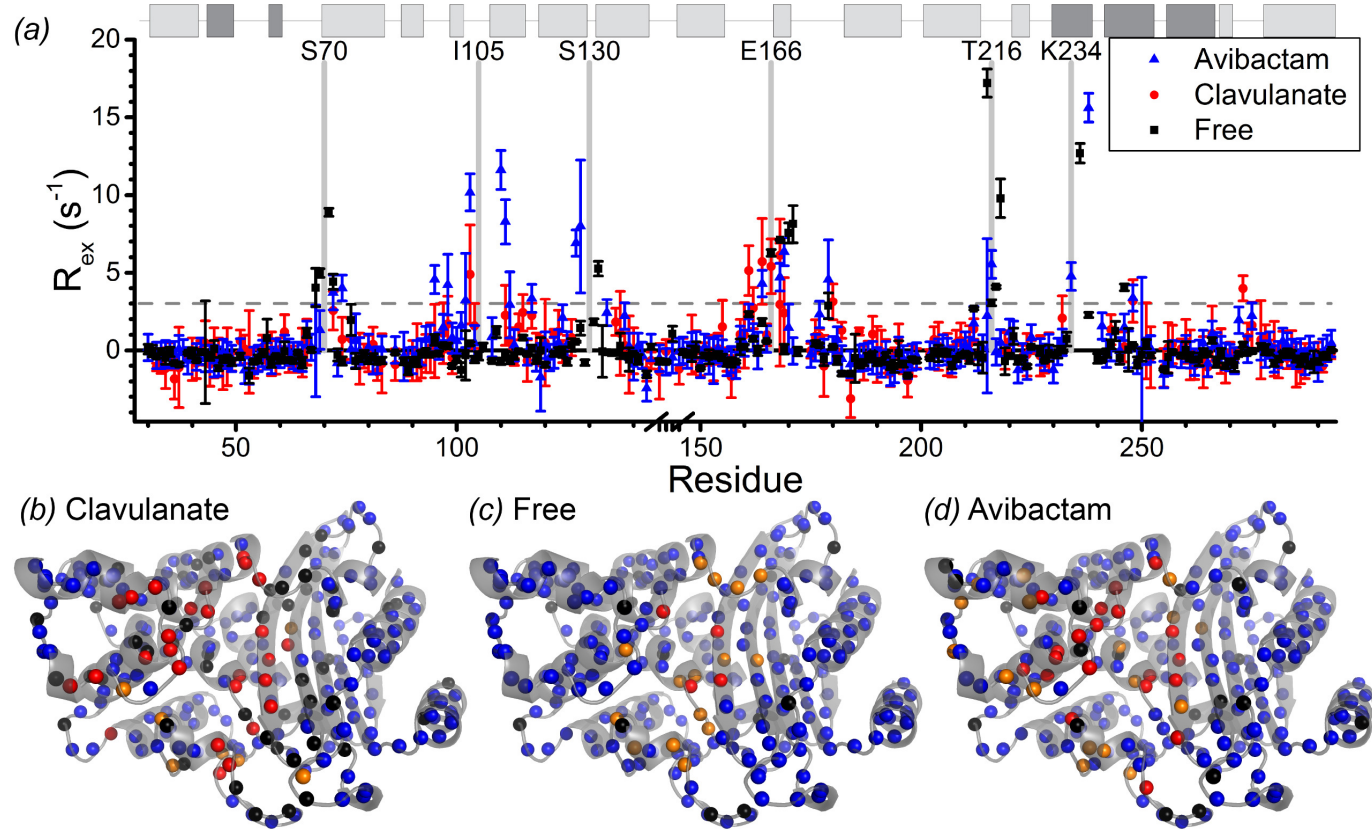 (a)
S70 I105 S130 E166 T216 K234
Avibactam
Clavulanate
Free
20
15
10
5
0
R_ex (s⁻¹)
50 100 150 200 250
Residue
(b) Clavulanate (c) Free (d) Avibactam